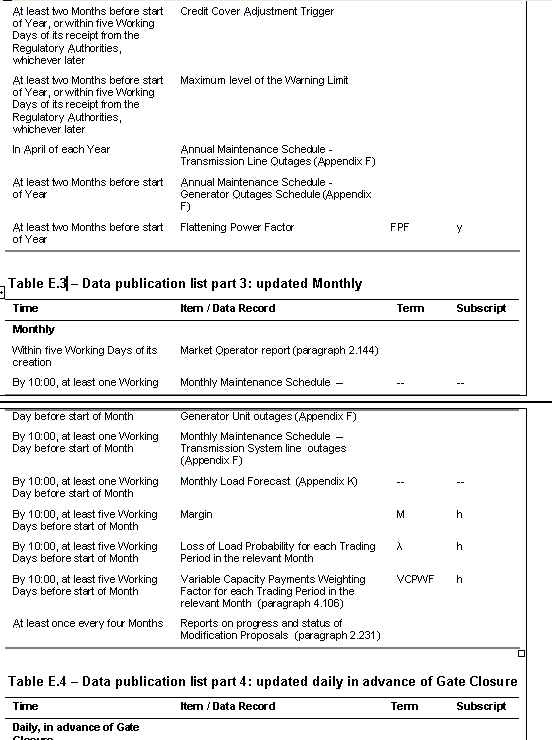 At least two Months before start Credit Cover Adjustment Trigger
of Year, or within five Working
Days of its receipt from the
Regulatory Authorities,
whichever later
At least two Months before start Maximum level of the Warning Limit
of Year, or within five Working
Days of its receipt from the
Regulatory Authorities,
whichever later
In April of each Year Annual Maintenance Schedule -
Transmission Line Outages (Appendix F)
At least two Months before start Annual Maintenance Schedule -
of Year Generator Outages Schedule (Appendix
F)
At least two Months before start Flattening Power Factor FPF y
of Year
Table E.3 – Data publication list part 3: updated Monthly
Time Item / Data Record Term Subscript
Monthly
Within five Working Days of its Market Operator report (paragraph 2.144)
creation
By 10:00, at least one Working Monthly Maintenance Schedule – -- --
Day before start of Month Generator Unit outages (Appendix F)
By 10:00, at least one Working Monthly Maintenance Schedule –
Day before start of Month Transmission System line outages
(Appendix F)
By 10:00, at least one Working Monthly Load Forecast (Appendix K) -- --
Day before start of Month
By 10:00, at least five Working Margin M h
Days before start of Month
By 10:00, at least five Working Loss of Load Probability for each Trading λ h
Days before start of Month Period in the relevant Month
By 10:00, at least five Working Variable Capacity Payments Weighting VCPWF h
Days before start of Month Factor for each Trading Period in the
relevant Month (paragraph 4.106)
At least once every four Months Reports on progress and status of
Modification Proposals (paragraph 2.231)
Table E.4 – Data publication list part 4: updated daily in advance of Gate Closure
Time Item / Data Record Term Subscript
Daily, in advance of Gate
Closure